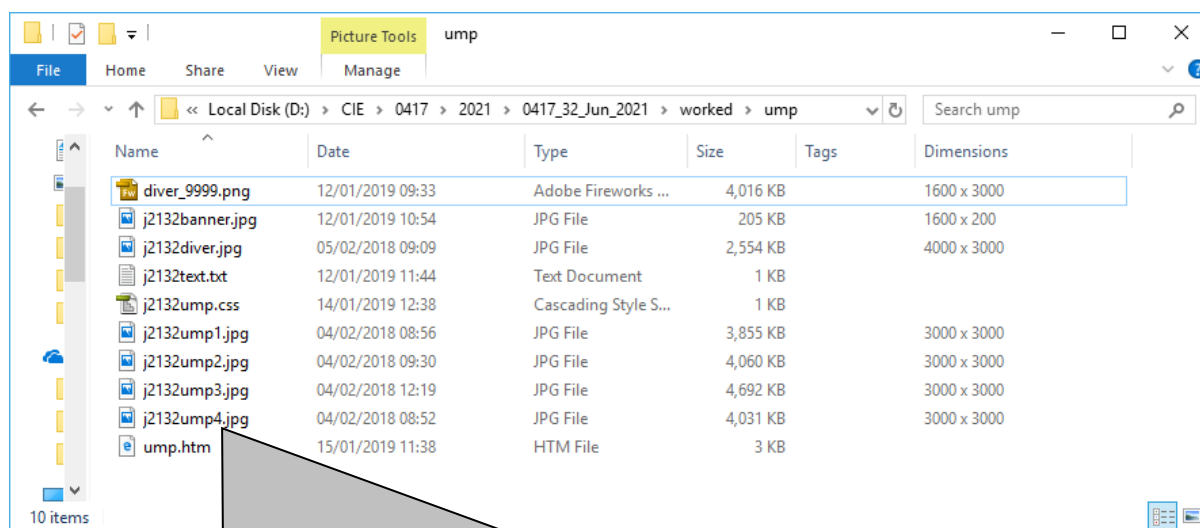 Picture Tools ump
File Home Share View Manage
« Local Disk (D:) > CIE > 0417 > 2021 > 0417_32_Jun_2021 > worked > ump Search ump
Name Date Type Size Tags Dimensions
diver_9999.png 12/01/2019 09:33 Adobe Fireworks ... 4,016 KB 1600 x 3000
j2132banner.jpg 12/01/2019 10:54 JPG File 205 KB 1600 x 200
j2132diver.jpg 05/02/2018 09:09 JPG File 2,554 KB 4000 x 3000
j2132text.txt 12/01/2019 11:44 Text Document 1 KB
j2132ump.css 14/01/2019 12:38 Cascading Style S... 1 KB
j2132ump1.jpg 04/02/2018 08:56 JPG File 3,855 KB 3000 x 3000
j2132ump2.jpg 04/02/2018 09:30 JPG File 4,060 KB 3000 x 3000
j2132ump3.jpg 04/02/2018 12:19 JPG File 4,692 KB 3000 x 3000
j2132ump4.jpg 04/02/2018 08:52 JPG File 4,031 KB 3000 x 3000
ump.htm 15/01/2019 11:38 HTM File 3 KB
10 items